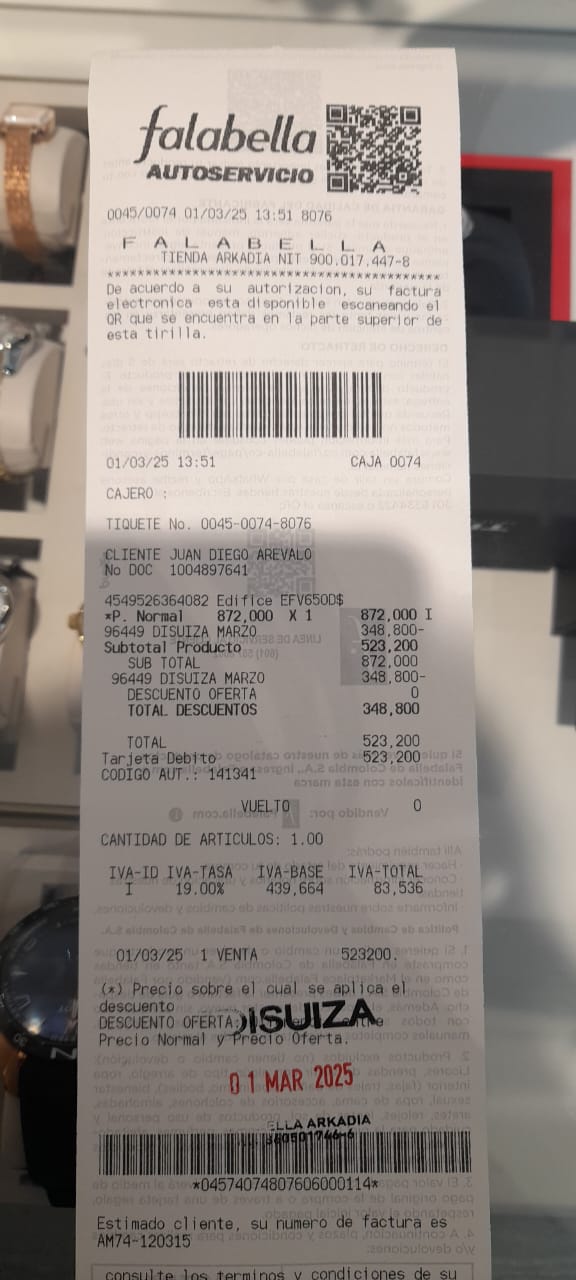 falabella
AUTOSERVICIO
0045/0074 01/03/25 13:51 8076
F A L A B E L L A
TIENDA ARKADIA NIT 900.017.447-8
******************************************
De acuerdo a su autorizacion, su factura
electronica esta disponible escaneando el
QR que se encuentra en la parte superior de
esta tirilla.
01/03/25 13:51 CAJA 0074
CAJERO :
TIQUETE No. 0045-0074-8076
CLIENTE JUAN DIEGO AREVALO
No DOC 1004897641
4549526364082 Edifice EFV650D$
*P. Normal 872,000 X 1 872,000 I
96449 DISUIZA MARZO 348,800-
Subtotal Producto 523,200
SUB TOTAL 872,000
96449 DISUIZA MARZO 348,800-
DESCUENTO OFERTA 0
TOTAL DESCUENTOS 348,800
TOTAL 523,200
Tarjeta Debito 523,200
CODIGO AUT.: 141341
VUELTO 0
CANTIDAD DE ARTICULOS: 1.00
IVA-ID IVA-TASA IVA-BASE IVA-TOTAL
I 19.00% 439,664 83,536
01/03/25 1 VENTA 523200.
(*) Precio sobre el cual se aplica el
descuento
DESCUENTO OFERTA:
DISUIZA
Precio Normal y Precio Oferta.
01 MAR 2025
ELLA ARKADIA
*04574074807606000114*
Estimado cliente, su numero de factura es
AM74-120315
consulte los terminos y condiciones de su